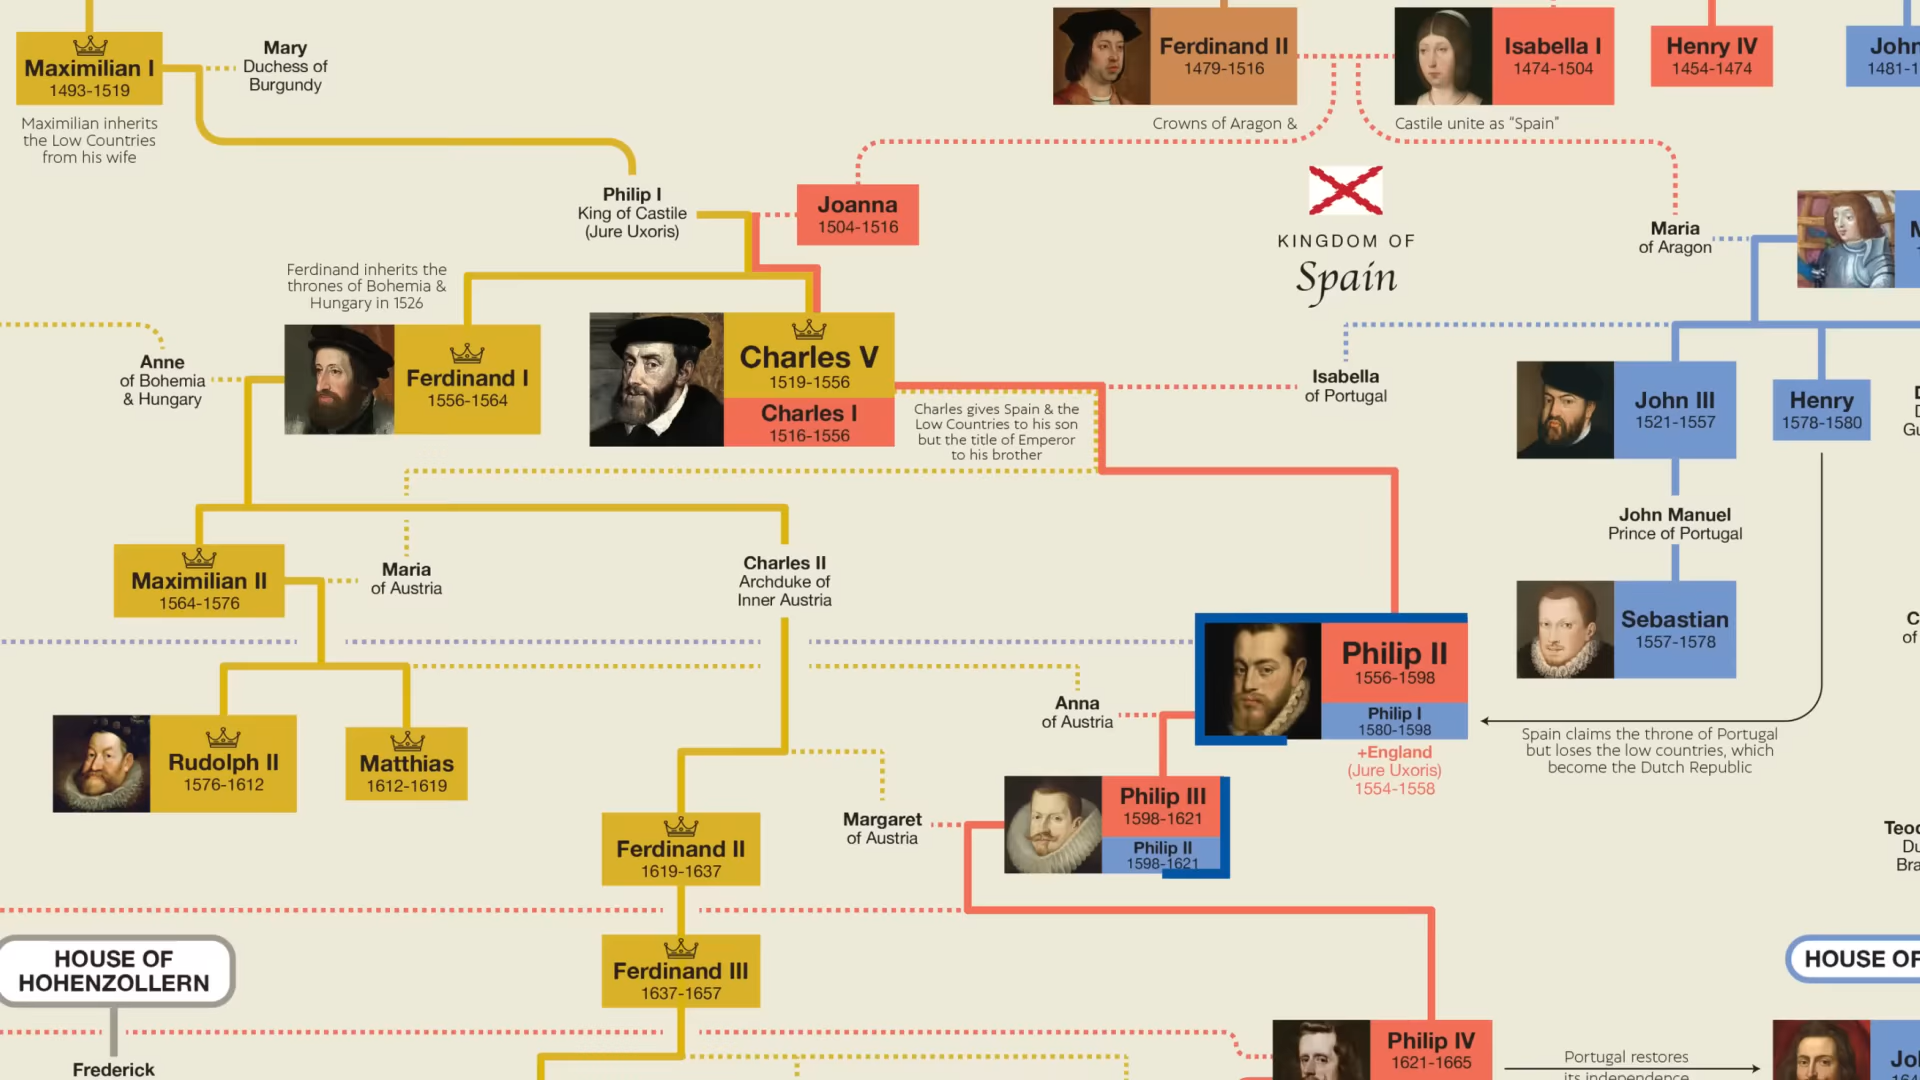 Maximilian I
1493-1519
Mary
Duchess of
Burgundy
Maximilian inherits
the Low Countries
from his wife
Ferdinand II
1479-1516
Isabella I
1474-1504
Henry IV
1454-1474
John
1481-1
Crowns of Aragon &
Castile unite as "Spain"
Philip I
King of Castile
(Jure Uxoris)
Joanna
1504-1516
KINGDOM OF
Spain
Maria
of Aragon
Ferdinand inherits the
thrones of Bohemia &
Hungary in 1526
Anne
of Bohemia
& Hungary
Ferdinand I
1556-1564
Charles V
1519-1556
Charles I
1516-1556
Charles gives Spain & the
Low Countries to his son
but the title of Emperor
to his brother
Isabella
of Portugal
John III
1521-1557
Henry
1578-1580
John Manuel
Prince of Portugal
Maximilian II
1564-1576
Maria
of Austria
Charles II
Archduke of
Inner Austria
Sebastian
1557-1578
Philip II
1556-1598
Philip I
1580-1598
+England
(Jure Uxoris)
1554-1558
Spain claims the throne of Portugal
but loses the low countries, which
become the Dutch Republic
Anna
of Austria
Rudolph II
1576-1612
Matthias
1612-1619
Philip III
1598-1621
Philip II
1598-1621
Margaret
of Austria
Ferdinand II
1619-1637
HOUSE OF
HOHENZOLLERN
Ferdinand III
1637-1657
HOUSE OF
Frederick
Philip IV
1621-1665
Portugal restores
its independence